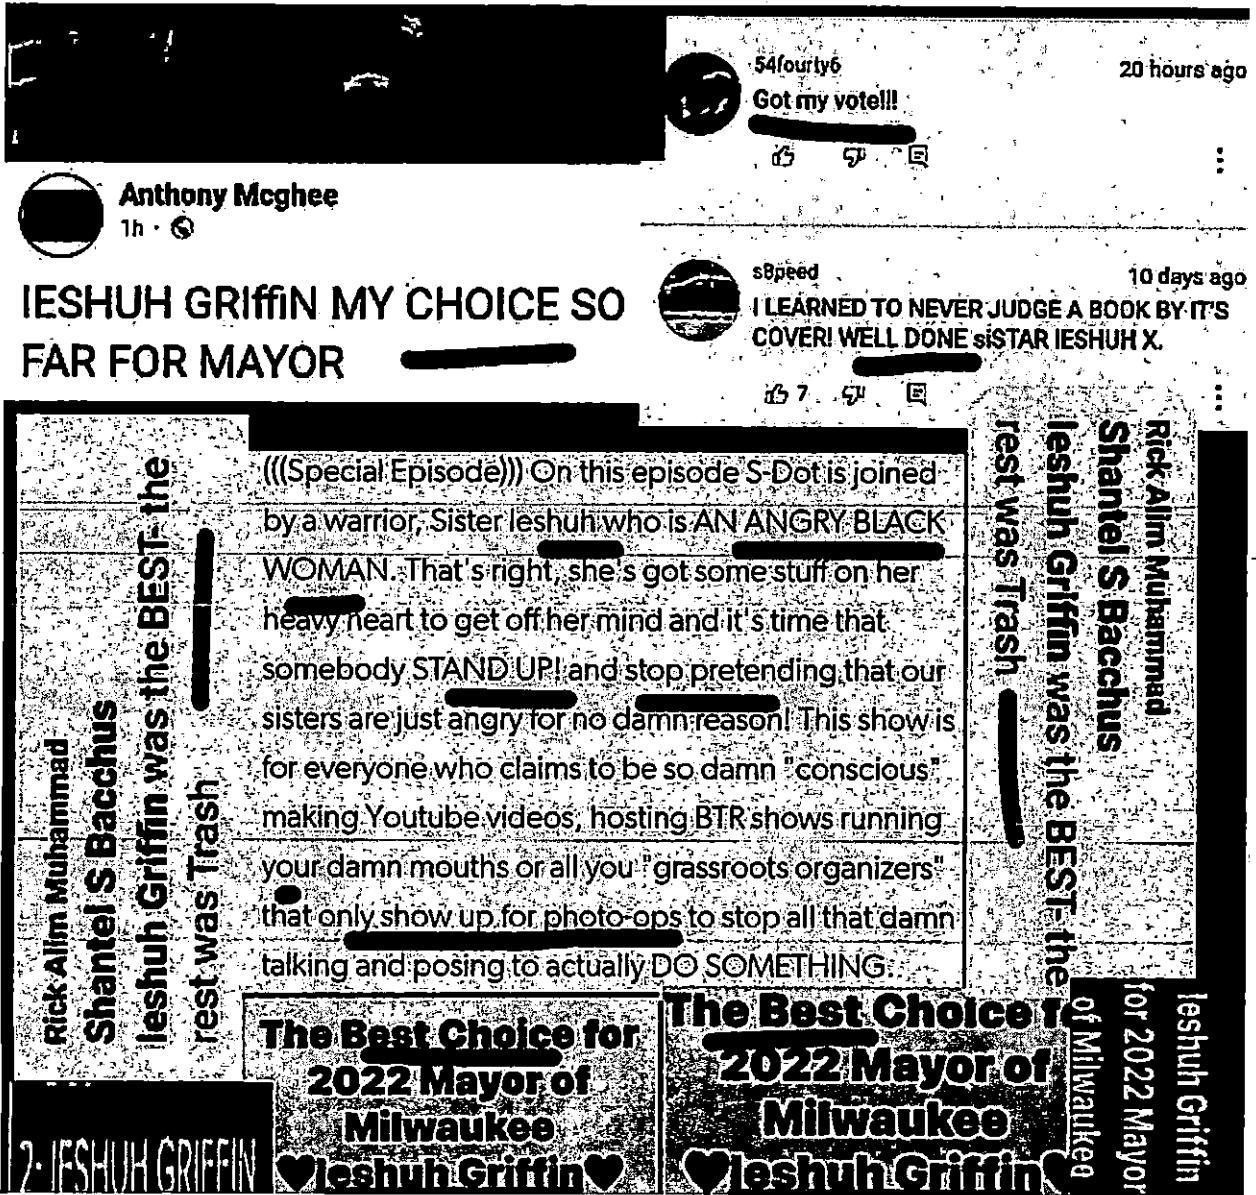 54fourty6
20 hours ago
Got my vote!!!
Anthony Mcghee
1h ·
IESHUH GRIffiN MY CHOICE SO
FAR FOR MAYOR
s8peed
10 days ago
I LEARNED TO NEVER JUDGE A BOOK BY IT'S
COVER! WELL DONE siSTAR IESHUH X.
7
Rick Alim Muhammad
Shantel S Bacchus
Ieshuh Griffin was the BEST- the
rest was Trash
(((Special Episode))) On this episode S-Dot is joined
by a warrior, Sister Ieshuh who is AN ANGRY BLACK
WOMAN. That's right, she's got some stuff on her
heavy heart to get off her mind and it's time that
somebody STAND UP! and stop pretending that our
sisters are just angry for no damn reason! This show is
for everyone who claims to be so damn "conscious"
making Youtube videos, hosting BTR shows running
your damn mouths or all you "grassroots organizers"
that only show up for photo-ops to stop all that damn
talking and posing to actually DO SOMETHING.
Rick Alim Muhammad
Shantel S Bacchus
Ieshuh Griffin was the BEST- the
rest was Trash
2- IESHUH GRIFFIN
The Best Choice for
2022 Mayor of
Milwaukee
♥Ieshuh Griffin♥
The Best Choice fo
2022 Mayor of
Milwaukee
♥Ieshuh Griffin♥
Ieshuh Griffin
for 2022 Mayor
of Milwaukee